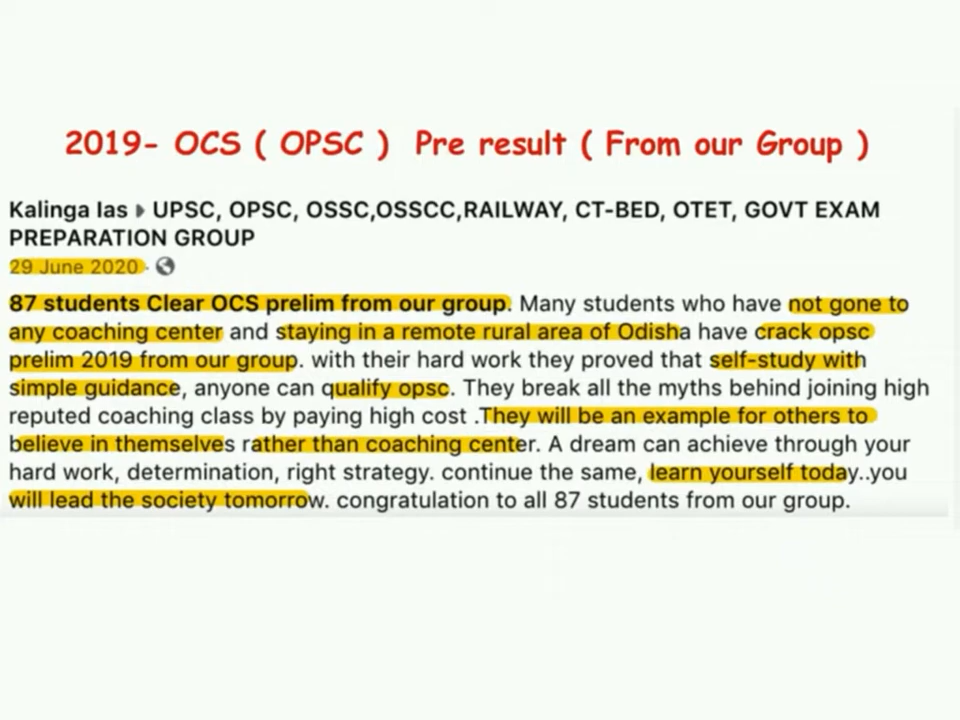 2019- OCS ( OPSC ) Pre result ( From our Group )
Kalinga Ias ▸ UPSC, OPSC, OSSC,OSSCC,RAILWAY, CT-BED, OTET, GOVT EXAM
PREPARATION GROUP
29 June 2020 ·
87 students Clear OCS prelim from our group. Many students who have not gone to
any coaching center and staying in a remote rural area of Odisha have crack opsc
prelim 2019 from our group. with their hard work they proved that self-study with
simple guidance, anyone can qualify opsc. They break all the myths behind joining high
reputed coaching class by paying high cost .They will be an example for others to
believe in themselves rather than coaching center. A dream can achieve through your
hard work, determination, right strategy. continue the same, learn yourself today..you
will lead the society tomorrow. congratulation to all 87 students from our group.